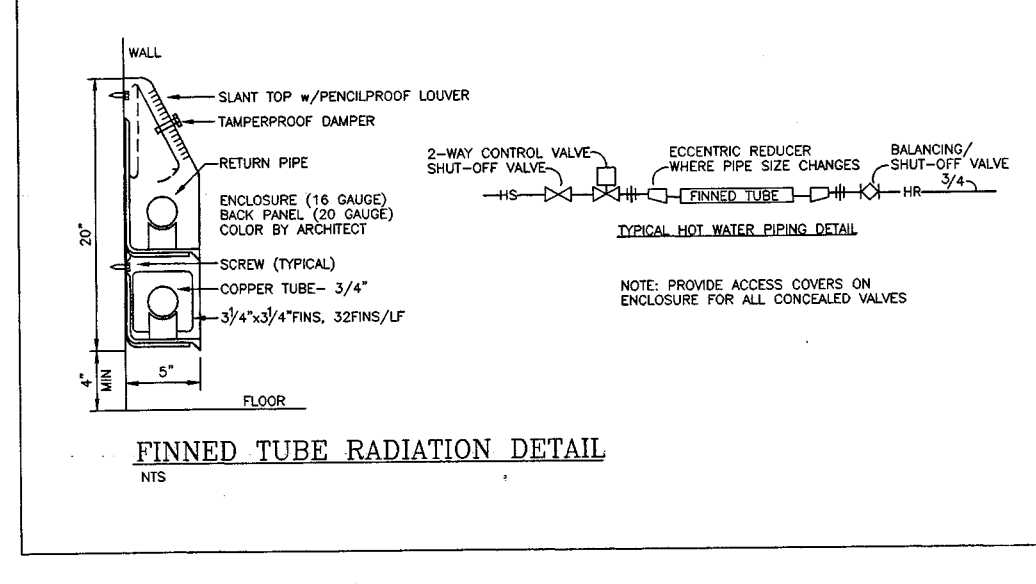 WALL
SLANT TOP w/PENCILPROOF LOUVER
TAMPERPROOF DAMPER
RETURN PIPE
ENCLOSURE (16 GAUGE)
BACK PANEL (20 GAUGE)
COLOR BY ARCHITECT
SCREW (TYPICAL)
COPPER TUBE- 3/4"
3 1/4"x3 1/4"FINS, 32FINS/LF
20"
4"
MIN
5"
FLOOR
FINNED TUBE RADIATION DETAIL
NTS
2-WAY CONTROL VALVE
SHUT-OFF VALVE
ECCENTRIC REDUCER
WHERE PIPE SIZE CHANGES
BALANCING/
SHUT-OFF VALVE
HS
FINNED TUBE
HR
3/4
TYPICAL HOT WATER PIPING DETAIL
NOTE: PROVIDE ACCESS COVERS ON
ENCLOSURE FOR ALL CONCEALED VALVES